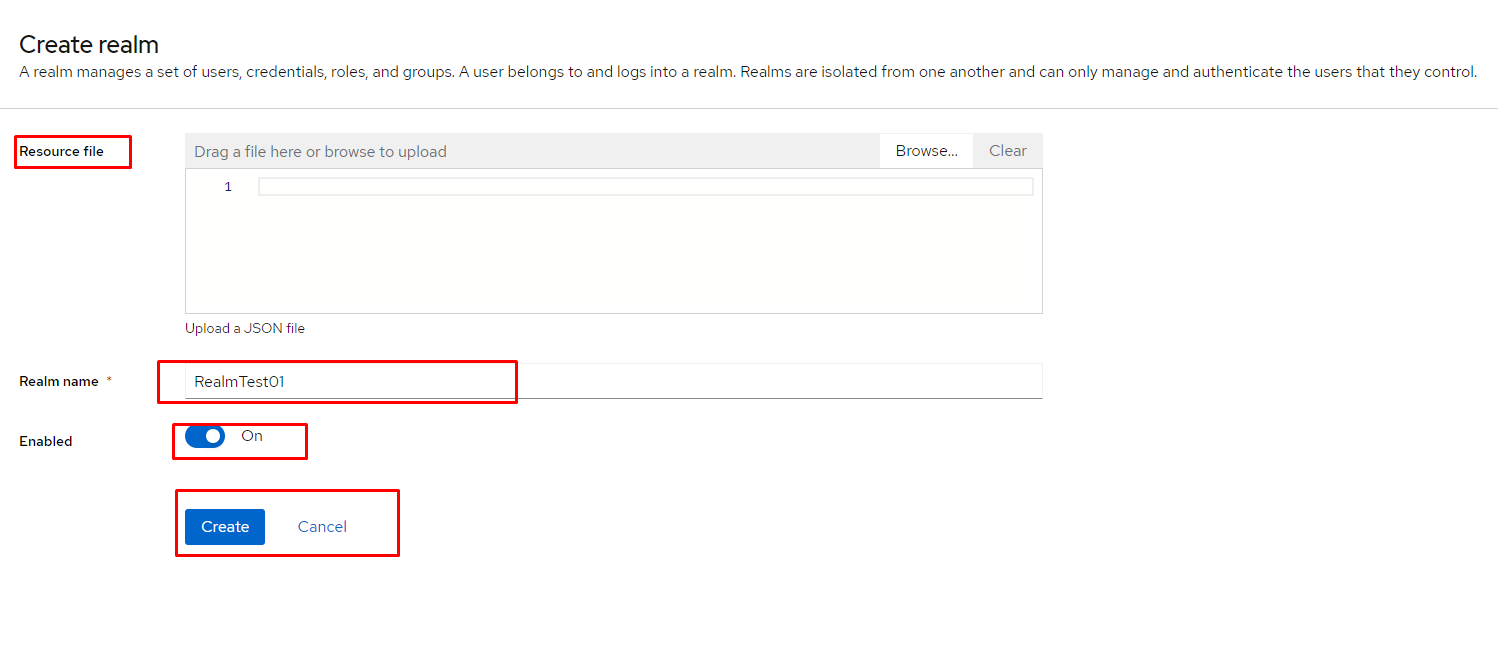 Create realm
A realm manages a set of users, credentials, roles, and groups. A user belongs to and logs into a realm. Realms are isolated from one another and can only manage and authenticate the users that they control.
Resource file
Drag a file here or browse to upload
Browse...
Clear
1
Upload a JSON file
Realm name *
RealmTest01
Enabled
On
Create
Cancel